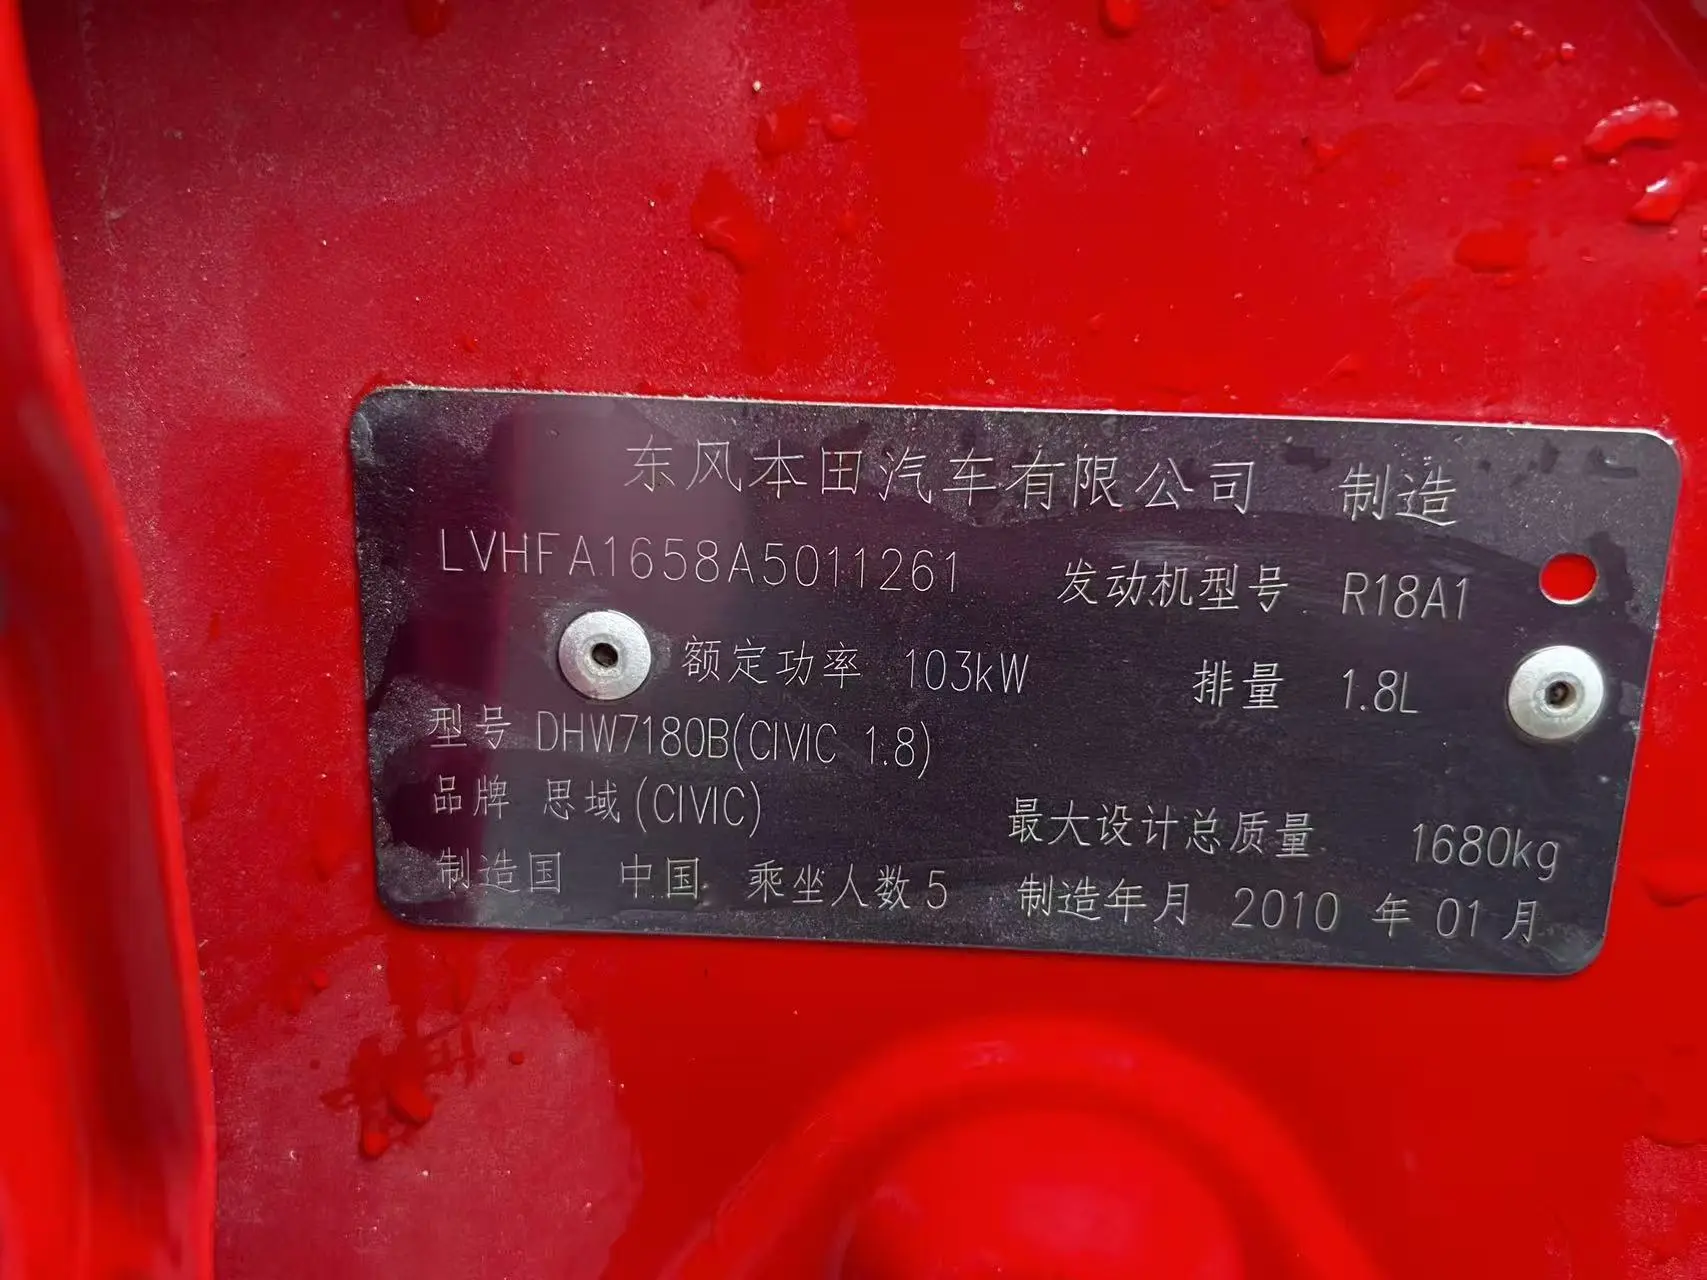 东风本田汽车有限公司 制造
LVHFA1658A5011261 发动机型号 R18A1
额定功率 103kW 排量 1.8L
型号 DHW7180B(CIVIC 1.8)
品牌 思域(CIVIC) 最大设计总质量 1680kg
制造国 中国 乘坐人数 5 制造年月 2010 年 01 月